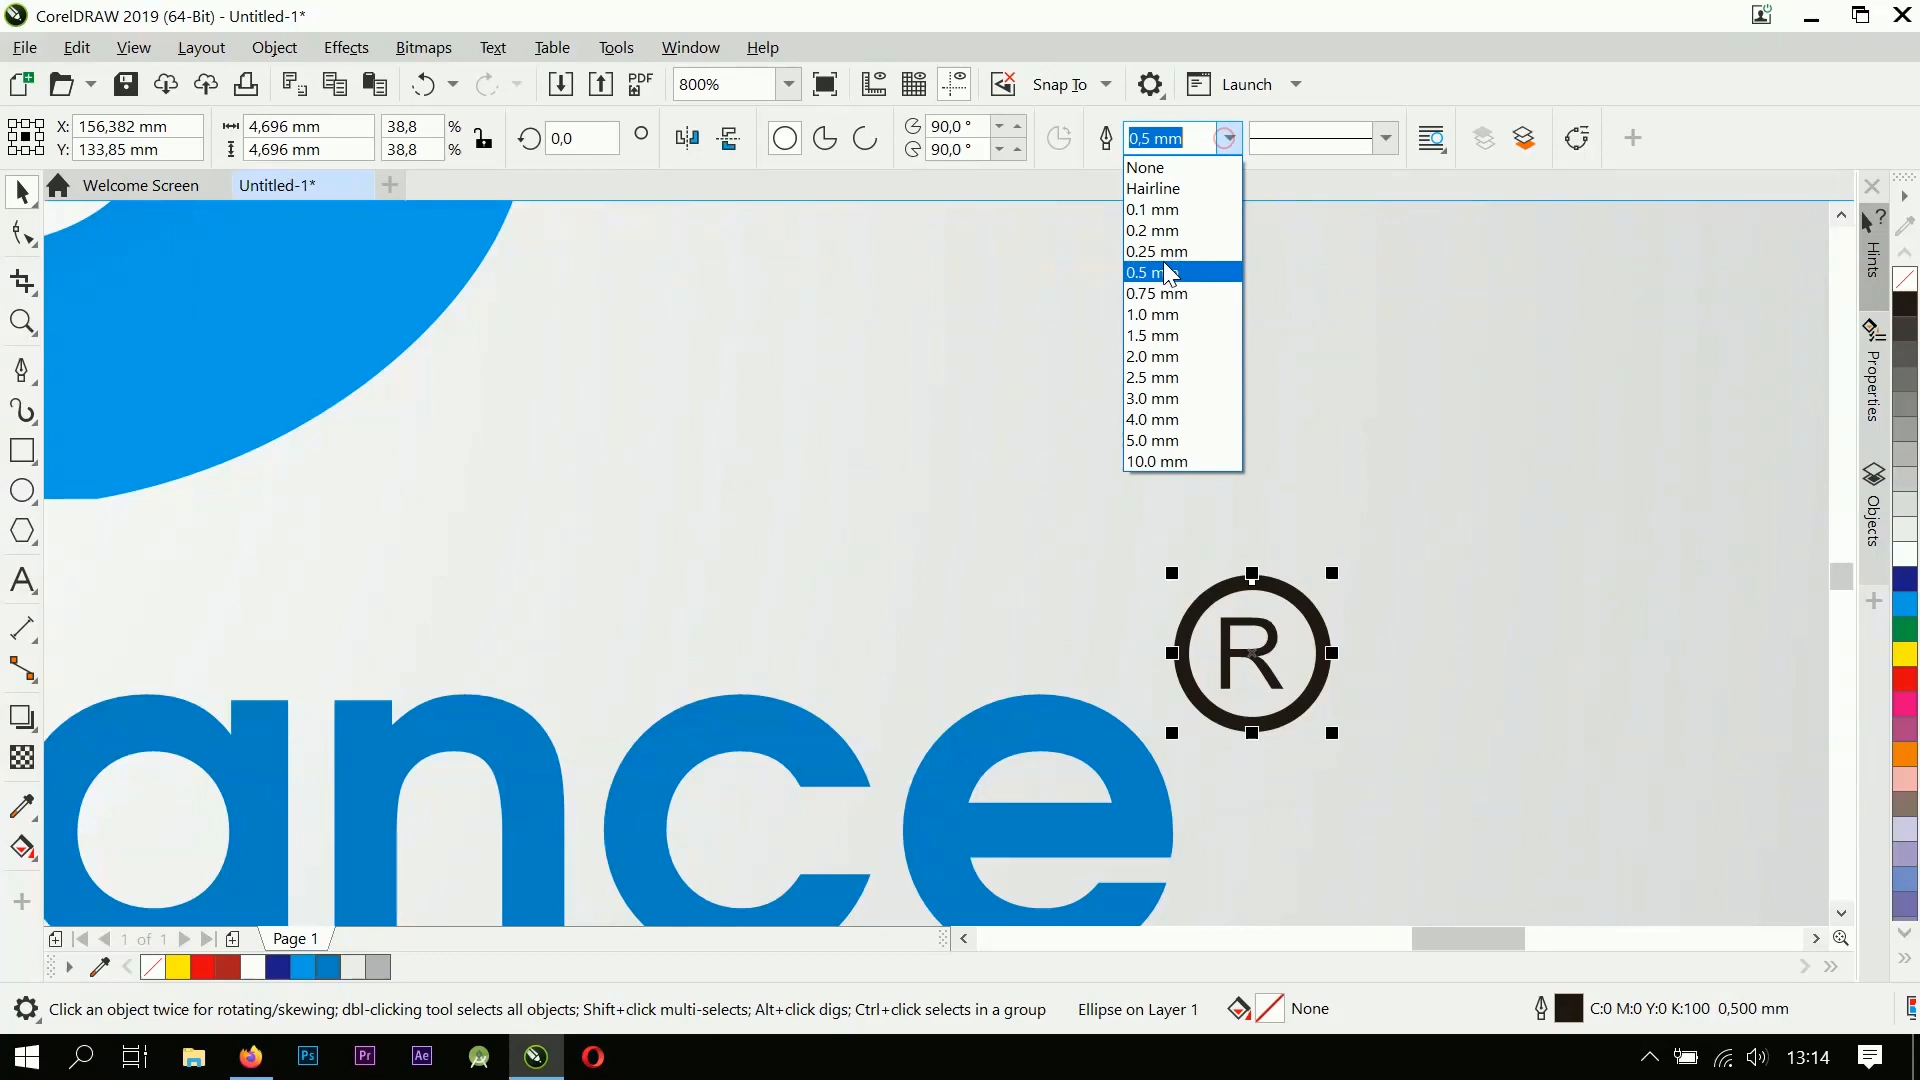 CorelDRAW 2019 (64-Bit) - Untitled-1*
File Edit View Layout Object Effects Bitmaps Text Table Tools Window Help
PDF 800% Snap To Launch
X: 156,382 mm 4,696 mm 38,8 % 0,0 90,0 ° 0,5 mm
Y: 133,85 mm 4,696 mm 38,8 % 90,0 °
Welcome Screen Untitled-1*
None
Hairline
0.1 mm
0.2 mm
0.25 mm
0.5 mm
0.75 mm
1.0 mm
1.5 mm
2.0 mm
2.5 mm
3.0 mm
4.0 mm
5.0 mm
10.0 mm
Hints
Properties
Objects
R
ance
1 of 1 Page 1
Click an object twice for rotating/skewing; dbl-clicking tool selects all objects; Shift+click multi-selects; Alt+click digs; Ctrl+click selects in a group Ellipse on Layer 1 None C:0 M:0 Y:0 K:100 0,500 mm
Ps Pr Ae 13:14